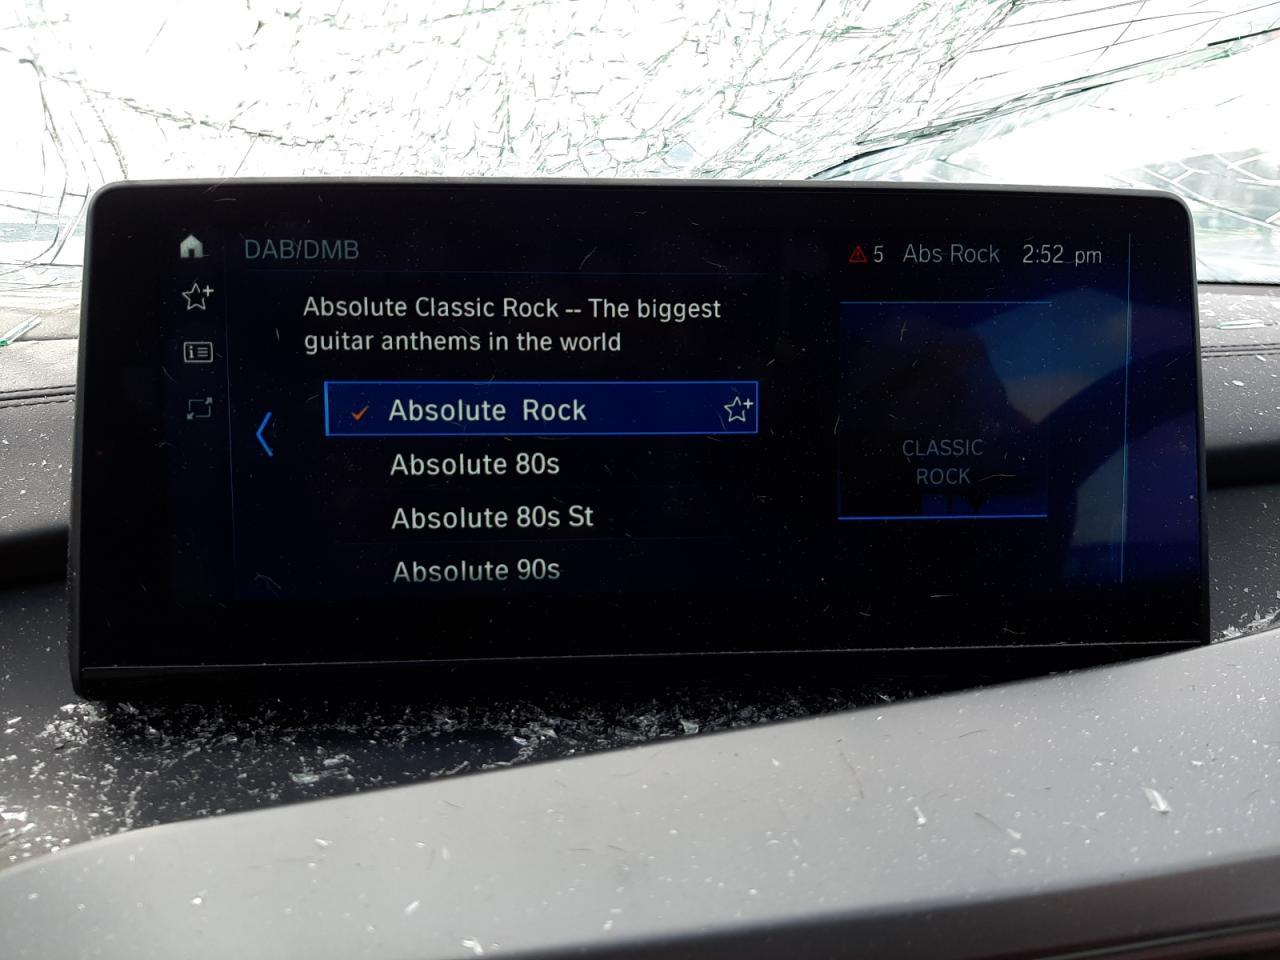 DAB/DMB
5 Abs Rock 2:52 pm
Absolute Classic Rock -- The biggest
guitar anthems in the world
Absolute Rock
Absolute 80s
Absolute 80s St
Absolute 90s
CLASSIC
ROCK